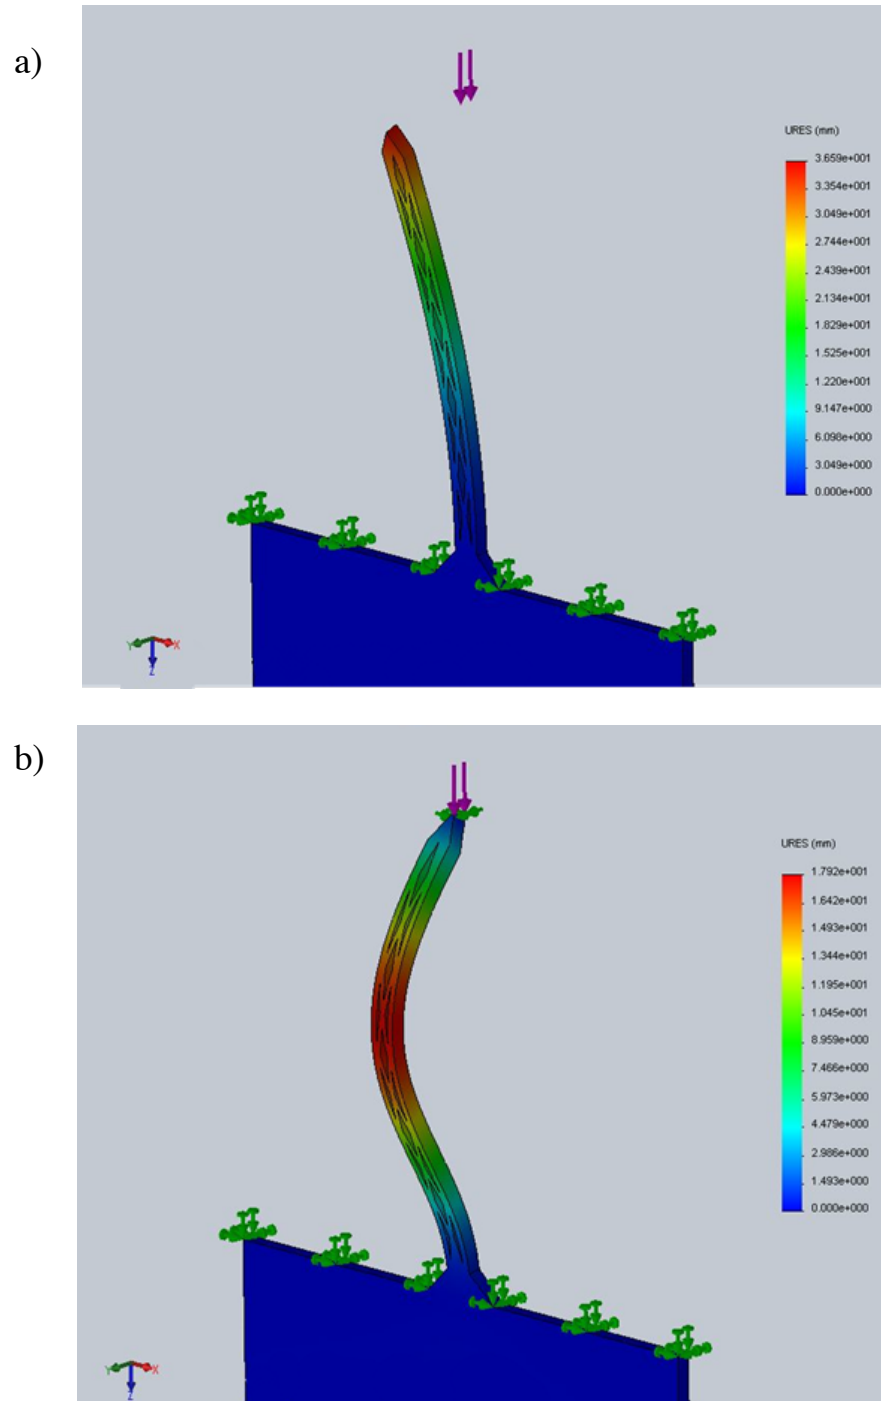 a)
URES (mm)
3.659e+001
3.354e+001
3.049e+001
2.744e+001
2.439e+001
2.134e+001
1.829e+001
1.525e+001
1.220e+001
9.147e+000
6.098e+000
3.049e+000
0.000e+000
Y
X
Z
b)
URES (mm)
1.792e+001
1.642e+001
1.493e+001
1.344e+001
1.195e+001
1.045e+001
8.959e+000
7.466e+000
5.973e+000
4.479e+000
2.986e+000
1.493e+000
0.000e+000
Y
X
Z